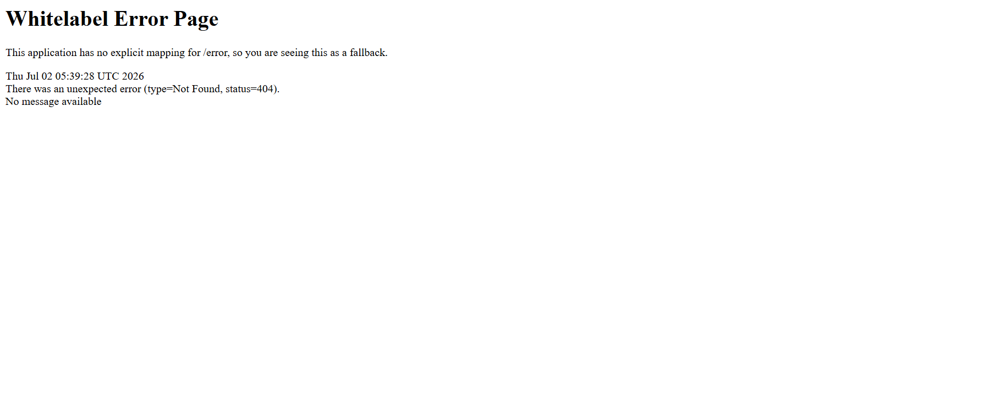 Whitelabel Error Page
This application has no explicit mapping for /error, so you are seeing this as a fallback.
Thu Jul 02 05:39:28 UTC 2026
There was an unexpected error (type=Not Found, status=404).
No message available